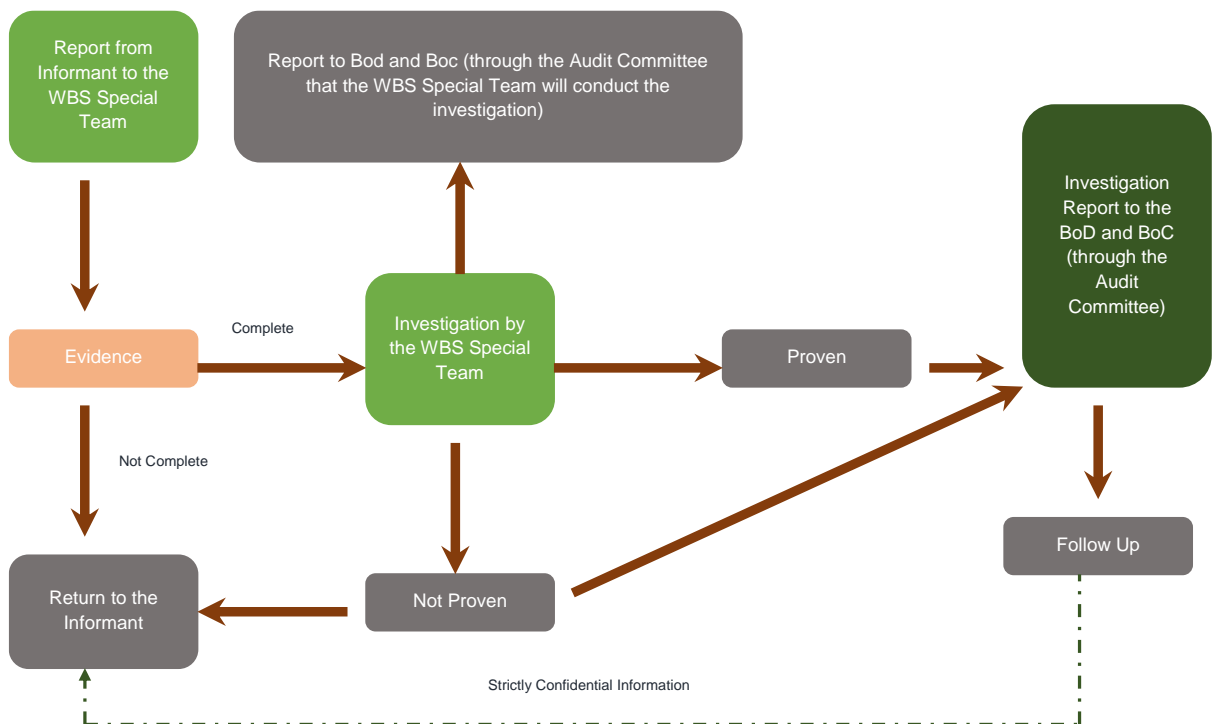 Report from
Informant to the
WBS Special
Team
Report to Bod and Boc (through the Audit Committee
that the WBS Special Team will conduct the
investigation)
Investigation
Report to the
BoD and BoC
(through the
Audit
Committee)
Evidence
Complete
Investigation by
the WBS Special
Team
Proven
Not Complete
Return to the
Informant
Not Proven
Follow Up
Strictly Confidential Information